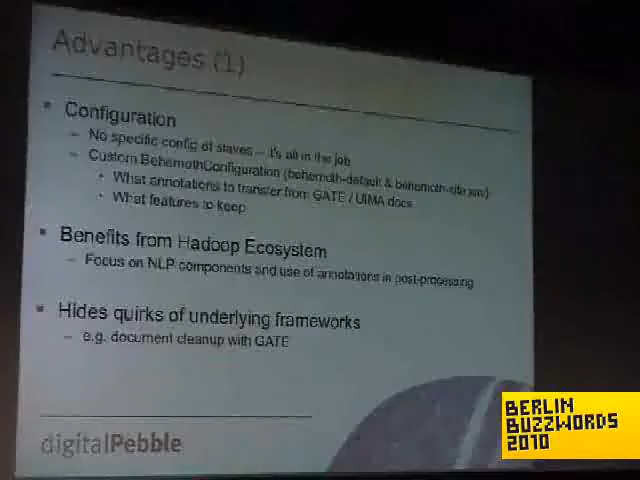 Advantages (1)
Configuration
– No specific config of slaves – it's all in the job
– Custom BehemothConfiguration (behemoth-default & behemoth-site.xml)
• What annotations to transfer from GATE / UIMA docs
• What features to keep
Benefits from Hadoop Ecosystem
– Focus on NLP components and use of annotations in post-processing
Hides quirks of underlying frameworks
– e.g. document cleanup with GATE
digitalPebble
BERLIN
BUZZWORDS
2010